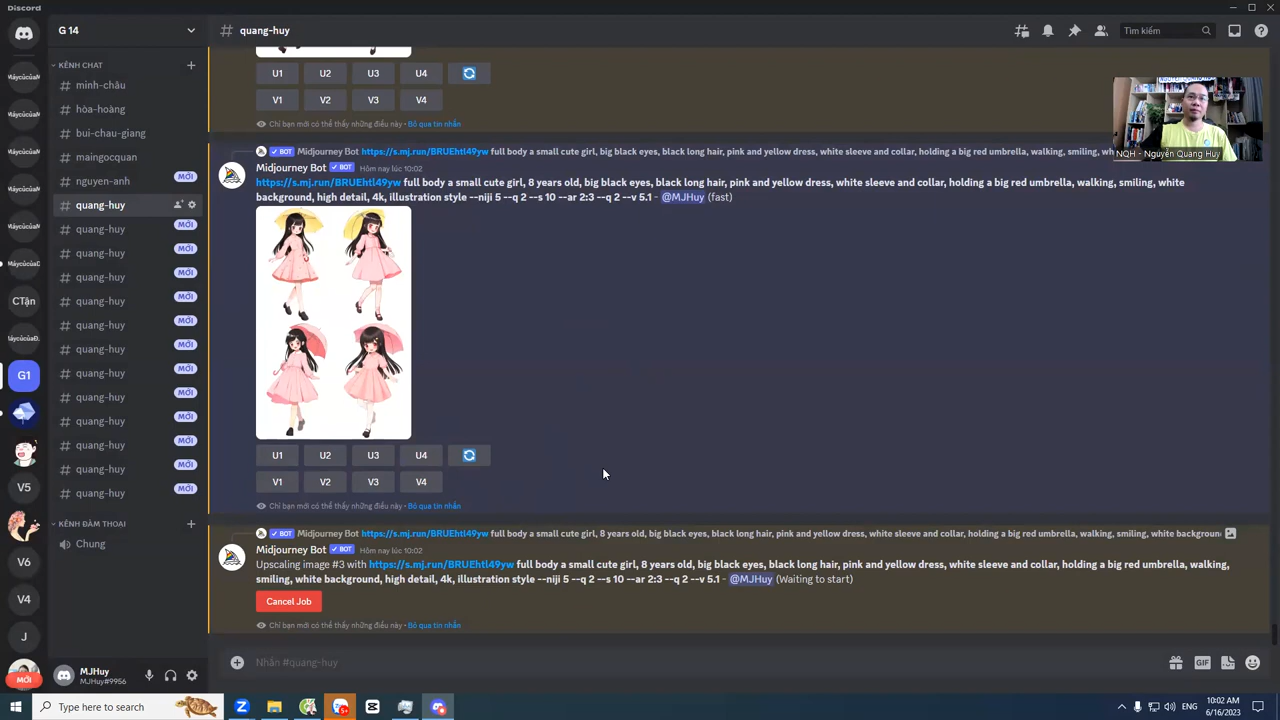 Discord
G 14
# quang-huy
Tìm kiếm
KÊNH CHAT
minh-châu
hòa-hoàng
bui-chau-giang
maingocquan
nguyen-anh MỚI
quang-huy
quang-huy MỚI
quang-huy MỚI
quang-huy MỚI
quang-huy MỚI
quang-huy MỚI
quang-huy MỚI
quang-huy MỚI
quang-huy MỚI
quang-huy MỚI
quang-huy MỚI
quang-huy MỚI
quang-huy MỚI
KÊNH ĐÀM THOẠI
Chung
CTận
G1
V5
V6
V4
J
MỚI
MJHuy
MJHuy#9956
U1 U2 U3 U4
V1 V2 V3 V4
Chỉ bạn mới có thể thấy những điều này • Bỏ qua tin nhắn
NQH - Nguyễn Quang Huy
BOT Midjourney Bot https://s.mj.run/BRUEhtl49yw full body a small cute girl, 8 years old, big black eyes, black long hair, pink and yellow dress, white sleeve and collar, holding a big red umbrella, walking, smiling, wh
Midjourney Bot BOT Hôm nay lúc 10:02
https://s.mj.run/BRUEhtl49yw full body a small cute girl, 8 years old, big black eyes, black long hair, pink and yellow dress, white sleeve and collar, holding a big red umbrella, walking, smiling, white
background, high detail, 4k, illustration style --niji 5 --q 2 --s 10 --ar 2:3 --q 2 --v 5.1 - @MJHuy (fast)
U1 U2 U3 U4
V1 V2 V3 V4
Chỉ bạn mới có thể thấy những điều này • Bỏ qua tin nhắn
BOT Midjourney Bot https://s.mj.run/BRUEhtl49yw full body a small cute girl, 8 years old, big black eyes, black long hair, pink and yellow dress, white sleeve and collar, holding a big red umbrella, walking, smiling, white background
Midjourney Bot BOT Hôm nay lúc 10:02
Upscaling image #3 with https://s.mj.run/BRUEhtl49yw full body a small cute girl, 8 years old, big black eyes, black long hair, pink and yellow dress, white sleeve and collar, holding a big red umbrella, walking,
smiling, white background, high detail, 4k, illustration style --niji 5 --q 2 --s 10 --ar 2:3 --q 2 --v 5.1 - @MJHuy (Waiting to start)
Cancel Job
Chỉ bạn mới có thể thấy những điều này • Bỏ qua tin nhắn
Nhắn #quang-huy
GIF
Type here to search
5+
ENG
10:02 AM
6/16/2023